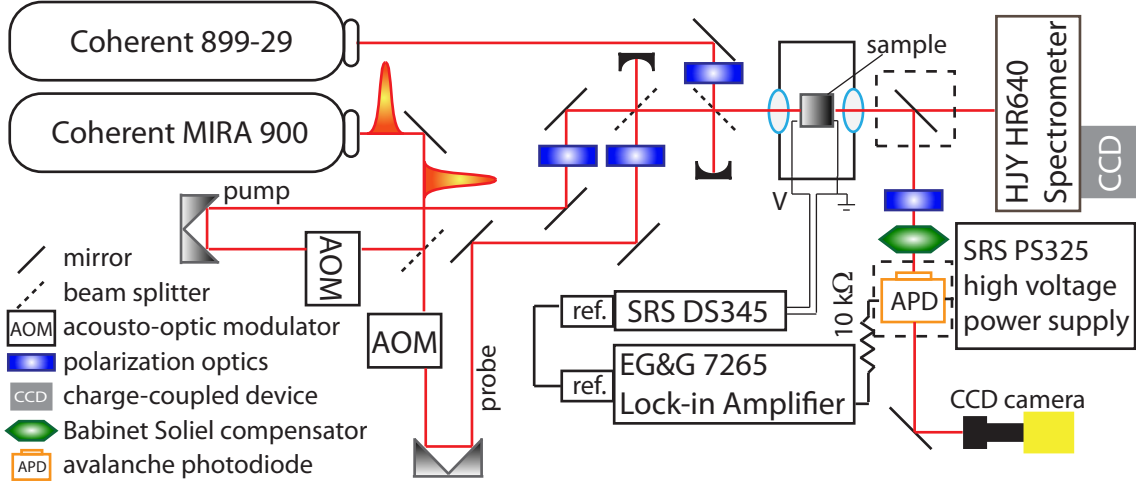 Coherent 899-29
Coherent MIRA 900
sample
HJY HR640
Spectrometer
CCD
pump
AOM
V
mirror
beam splitter
AOM acousto-optic modulator
polarization optics
CCD charge-coupled device
Babinet Soliel compensator
APD avalanche photodiode
AOM
probe
ref. SRS DS345
ref. EG&G 7265
Lock-in Amplifier
10 kΩ
APD
SRS PS325
high voltage
power supply
CCD camera